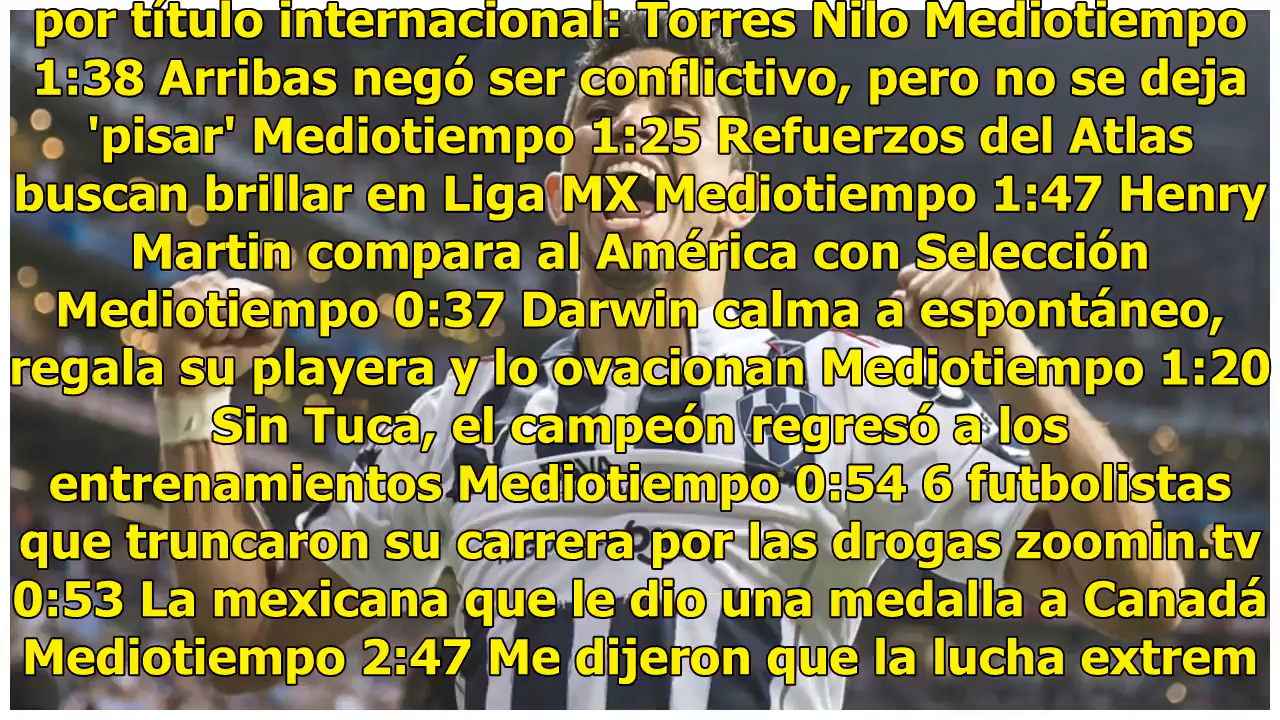 por título internacional: Torres Nilo Mediotiempo
1:38 Arribas negó ser conflictivo, pero no se deja
'pisar' Mediotiempo 1:25 Refuerzos del Atlas
buscan brillar en Liga MX Mediotiempo 1:47 Henry
Martin compara al América con Selección
Mediotiempo 0:37 Darwin calma a espontáneo,
regala su playera y lo ovacionan Mediotiempo 1:20
Sin Tuca, el campeón regresó a los
entrenamientos Mediotiempo 0:54 6 futbolistas
que truncaron su carrera por las drogas zoomin.tv
0:53 La mexicana que le dio una medalla a Canadá
Mediotiempo 2:47 Me dijeron que la lucha extrem